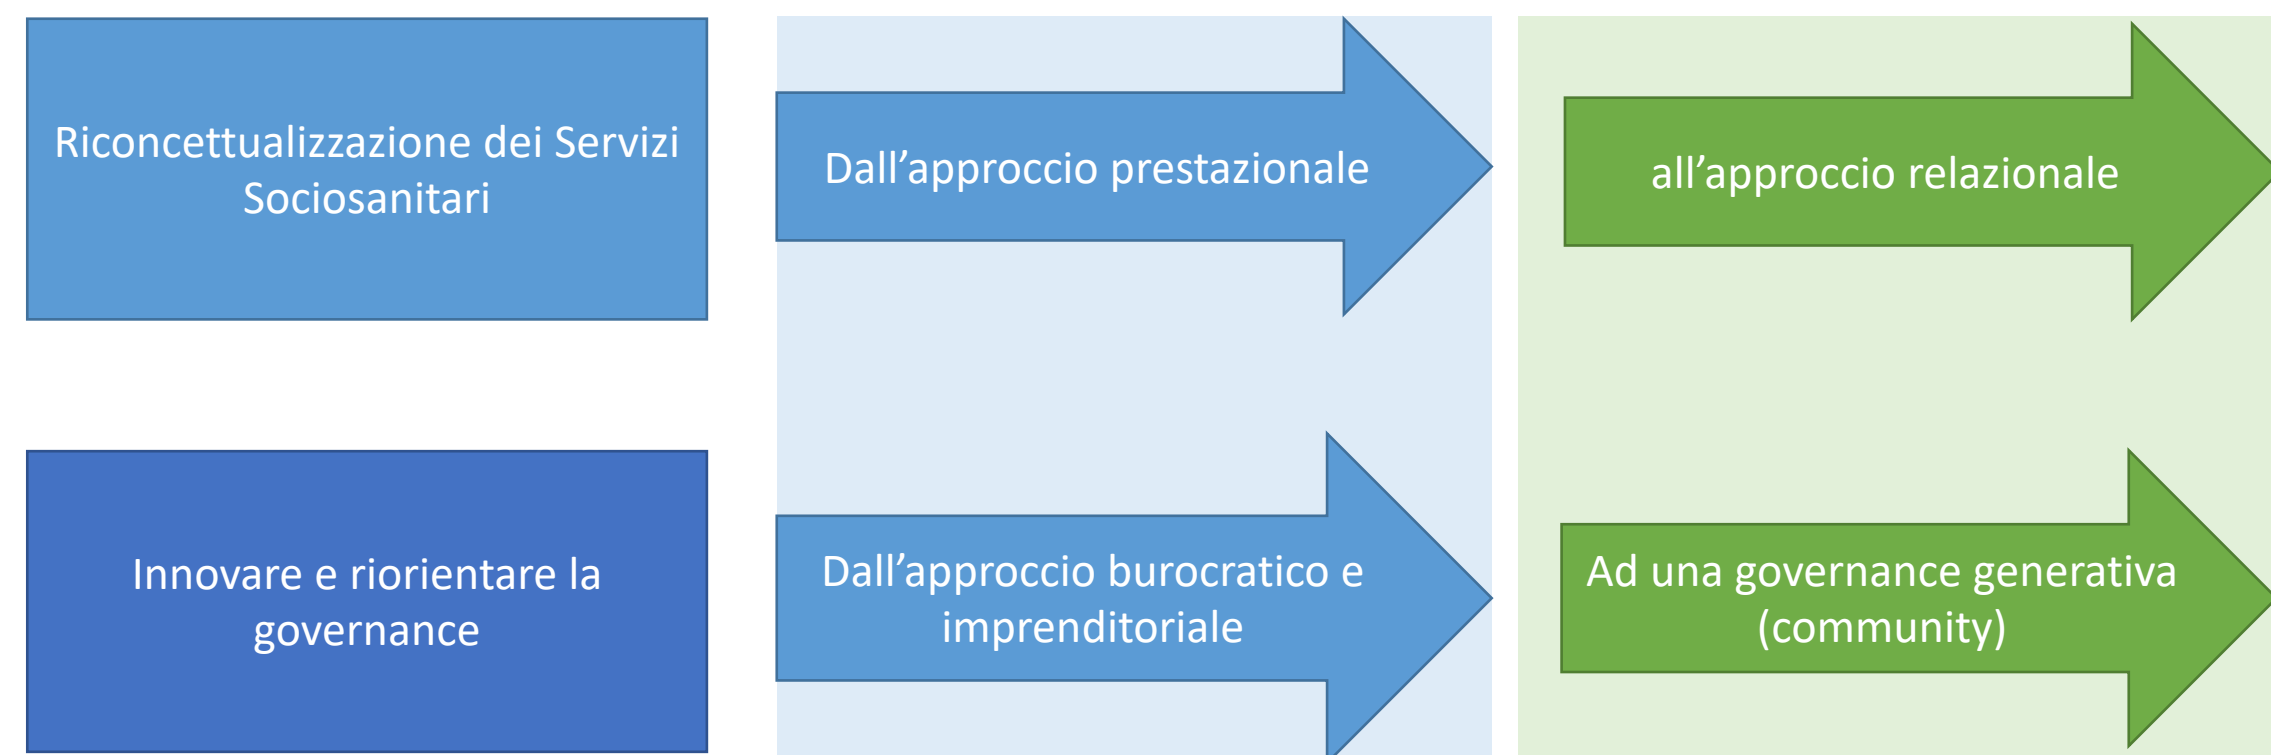 Riconcettualizzazione dei Servizi
Sociosanitari
Dall’approccio prestazionale
all’approccio relazionale
Innovare e riorientare la
governance
Dall’approccio burocratico e
imprenditoriale
Ad una governance generativa
(community)